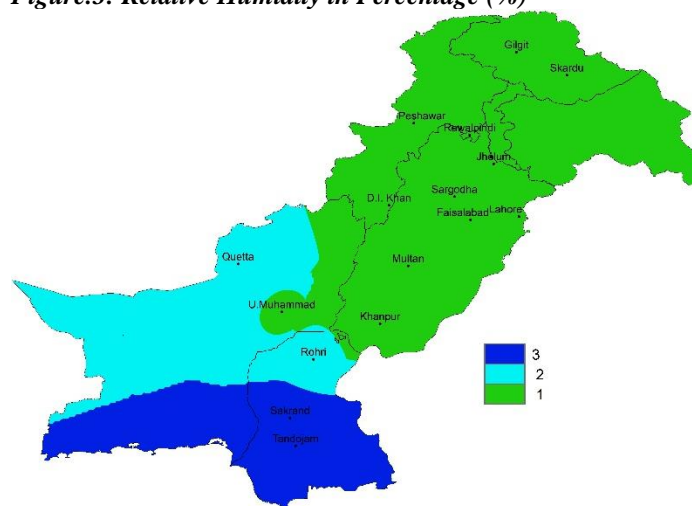 Figure.3: Relative Humidity in Percentage (%)
Gilgit
Skardu
Peshawar
Rawalpindi
Jhelum
Sargodha
D.I. Khan
Lahore
Faisalabad
Quetta
Multan
U.Muhammad
Khanpur
3
Rohri
2
1
Sakrand
Tandojam